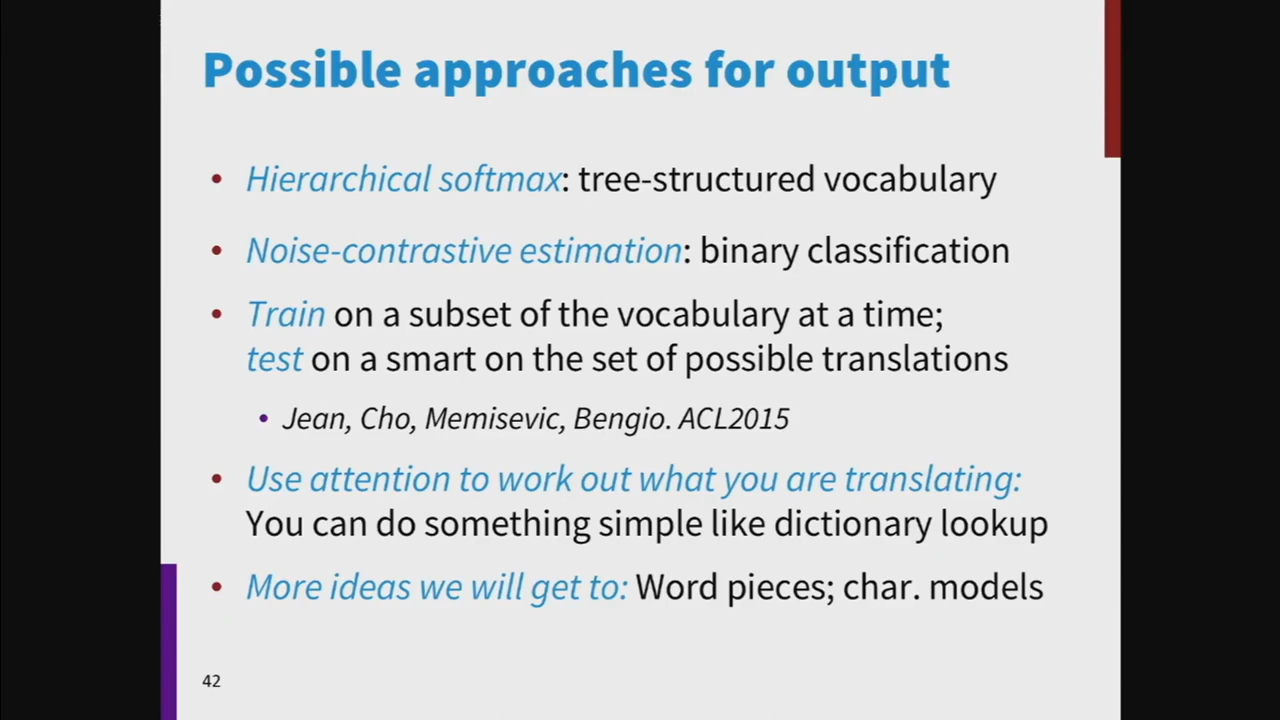 Possible approaches for output
• Hierarchical softmax: tree-structured vocabulary
• Noise-contrastive estimation: binary classification
• Train on a subset of the vocabulary at a time;
test on a smart on the set of possible translations
• Jean, Cho, Memisevic, Bengio. ACL2015
• Use attention to work out what you are translating:
You can do something simple like dictionary lookup
• More ideas we will get to: Word pieces; char. models
42